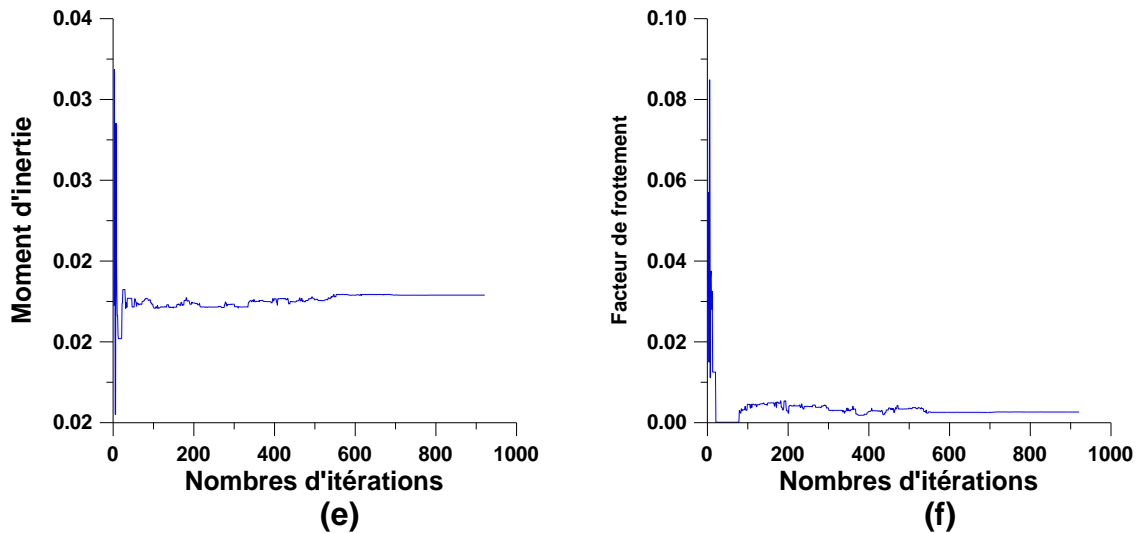 0.04
0.03
0.03
0.02
0.02
0.02
Moment d'inertie
0 200 400 600 800 1000
Nombres d'itérations
(e)
0.10
0.08
0.06
0.04
0.02
0.00
Facteur de frottement
0 200 400 600 800 1000
Nombres d'itérations
(f)